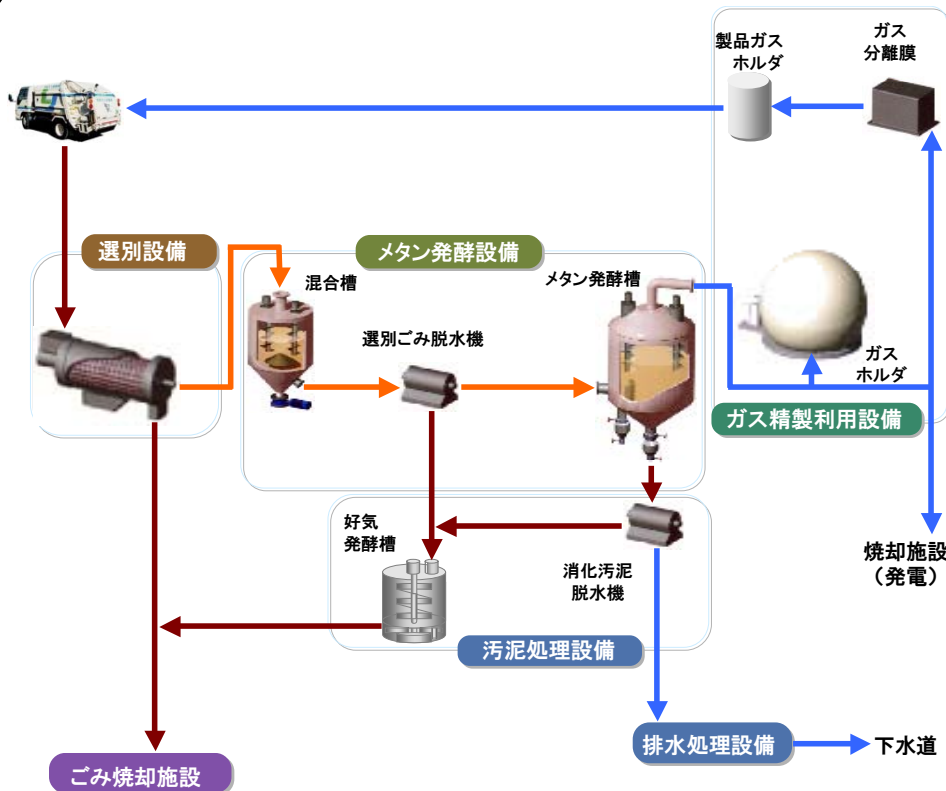 製品ガス
ホルダ
ガス
分離膜
選別設備
メタン発酵設備
混合槽
メタン発酵槽
選別ごみ脱水機
ガス
ホルダ
ガス精製利用設備
好気
発酵槽
消化汚泥
脱水機
焼却施設
（発電）
汚泥処理設備
排水処理設備
下水道
ごみ焼却施設